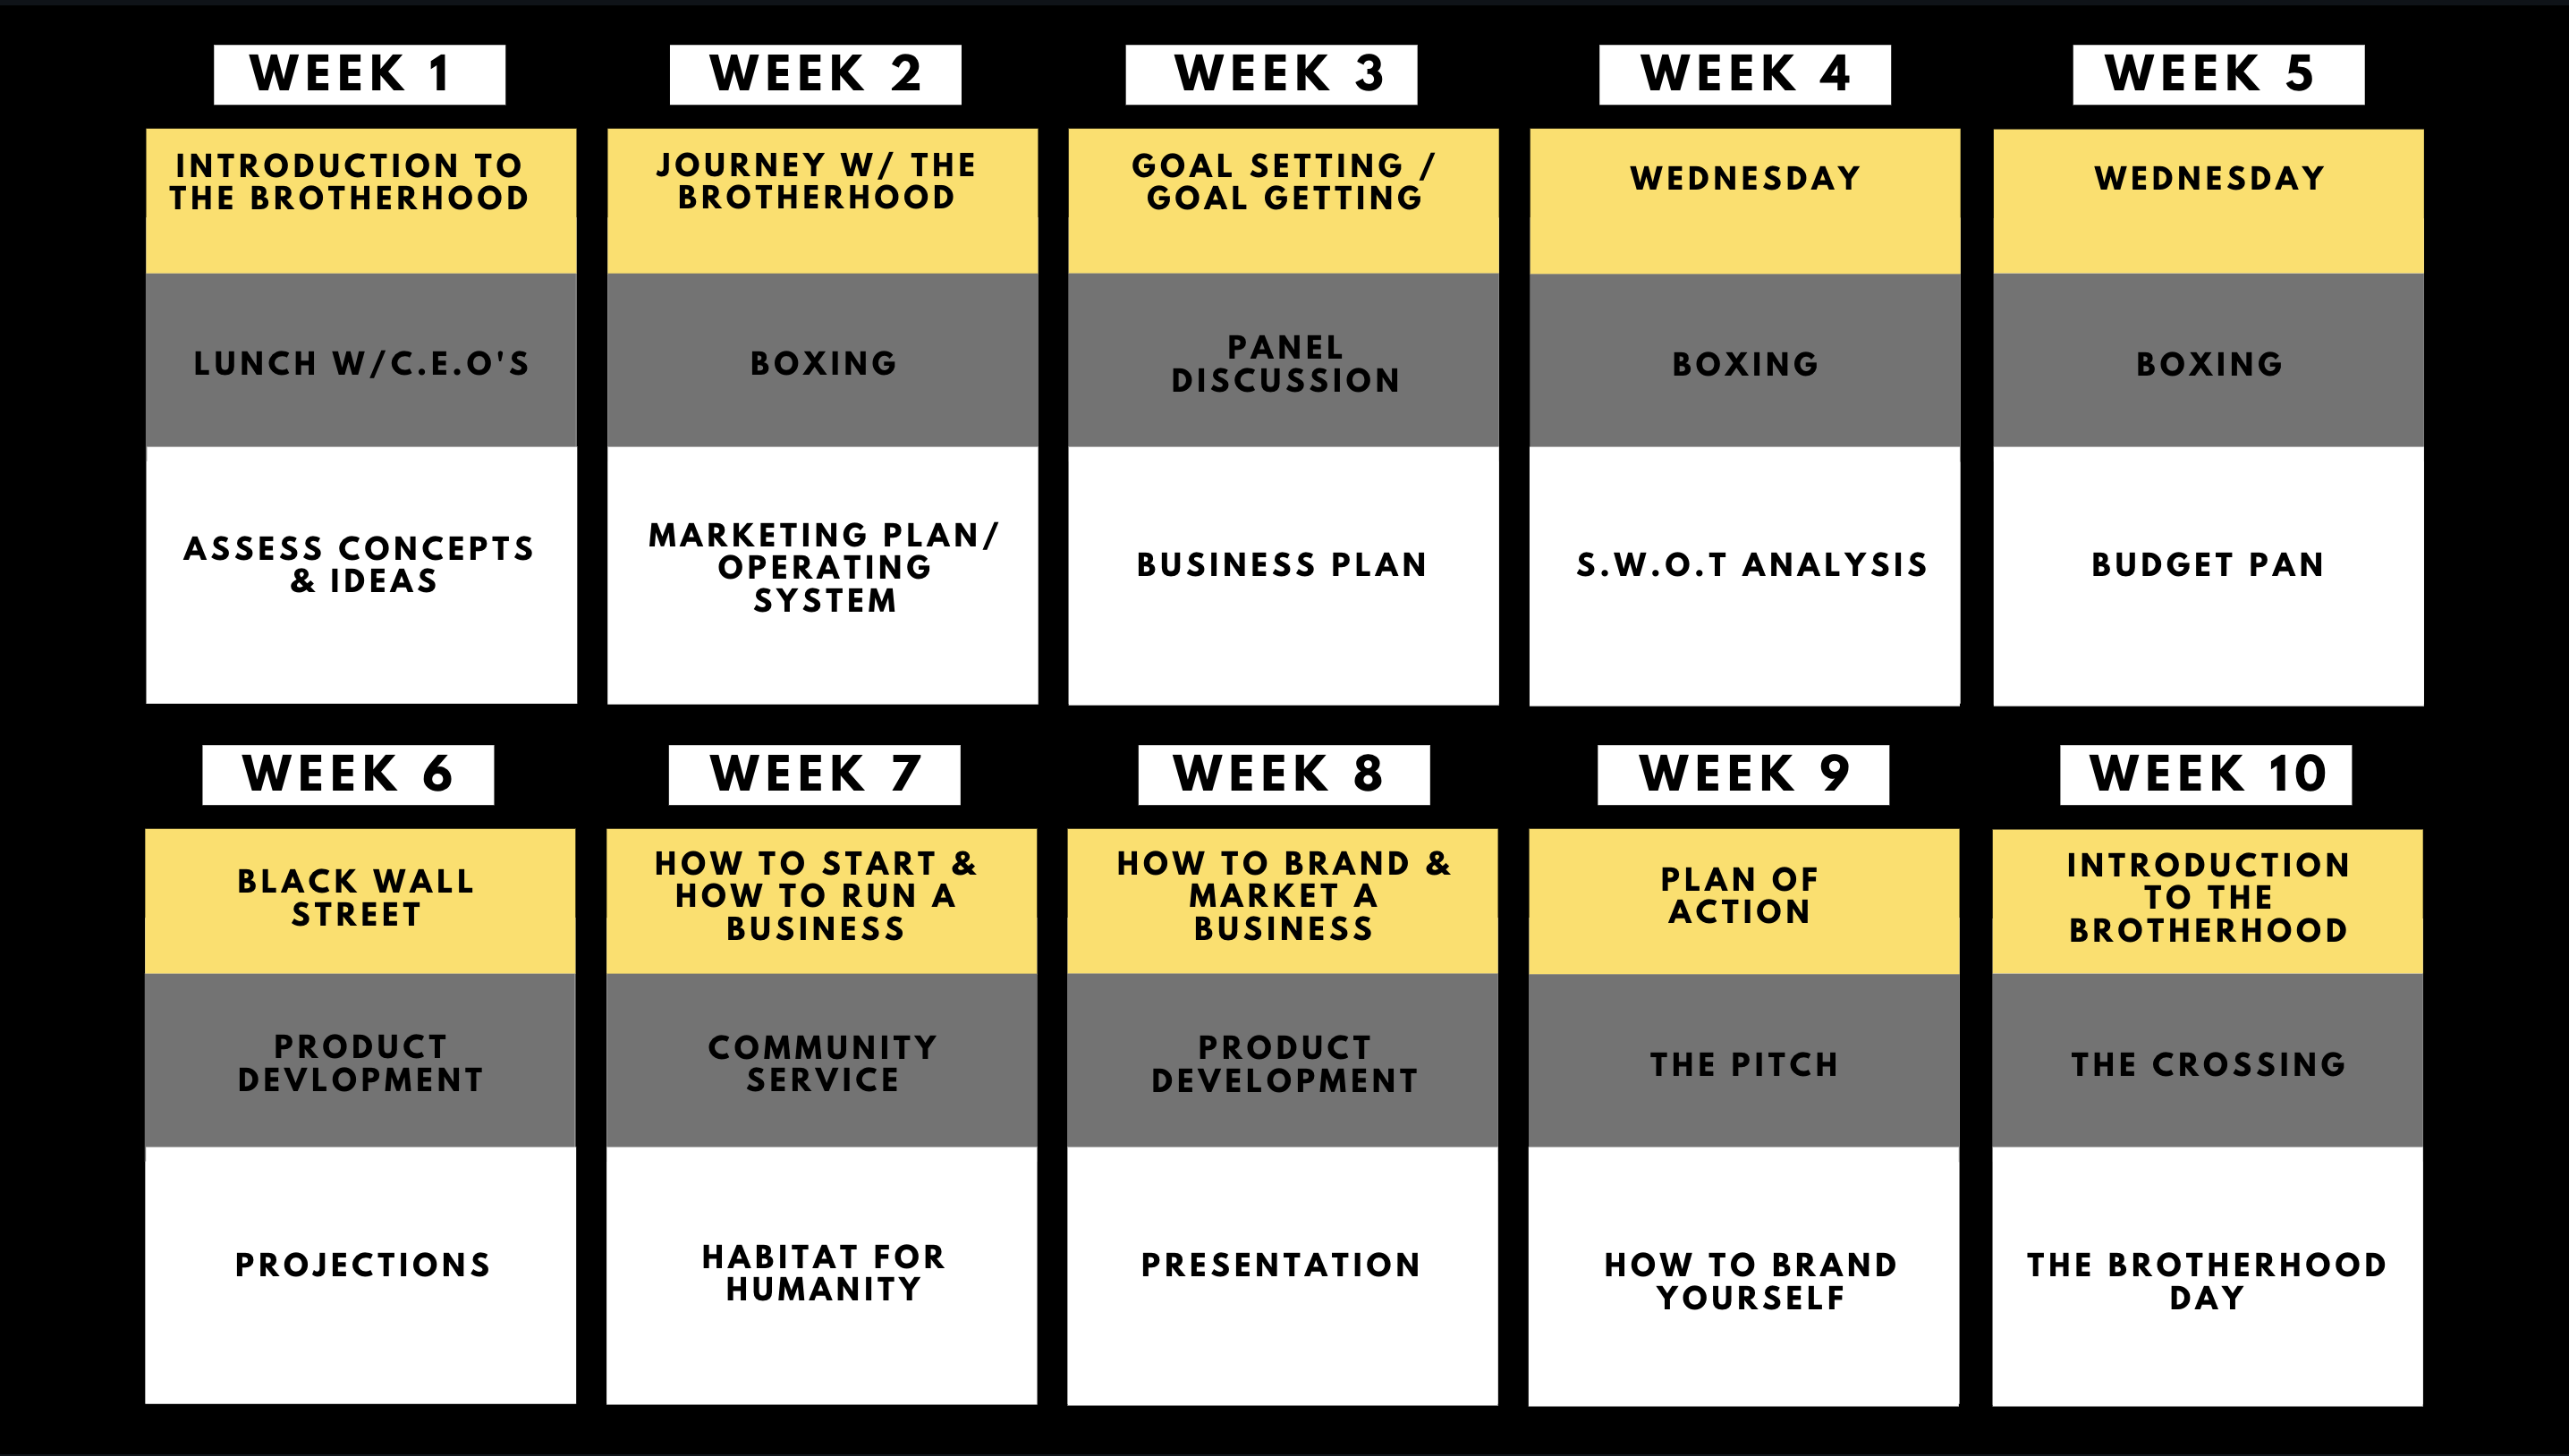 WEEK 1
INTRODUCTION TO
THE BROTHERHOOD
LUNCH W/C.E.O'S
ASSESS CONCEPTS
& IDEAS
WEEK 2
JOURNEY W/ THE
BROTHERHOOD
BOXING
MARKETING PLAN/
OPERATING
SYSTEM
WEEK 3
GOAL SETTING /
GOAL GETTING
PANEL
DISCUSSION
BUSINESS PLAN
WEEK 4
WEDNESDAY
BOXING
S.W.O.T ANALYSIS
WEEK 5
WEDNESDAY
BOXING
BUDGET PAN
WEEK 6
BLACK WALL
STREET
PRODUCT
DEVLOPMENT
PROJECTIONS
WEEK 7
HOW TO START &
HOW TO RUN A
BUSINESS
COMMUNITY
SERVICE
HABITAT FOR
HUMANITY
WEEK 8
HOW TO BRAND &
MARKET A
BUSINESS
PRODUCT
DEVELOPMENT
PRESENTATION
WEEK 9
PLAN OF
ACTION
THE PITCH
HOW TO BRAND
YOURSELF
WEEK 10
INTRODUCTION
TO THE
BROTHERHOOD
THE CROSSING
THE BROTHERHOOD
DAY